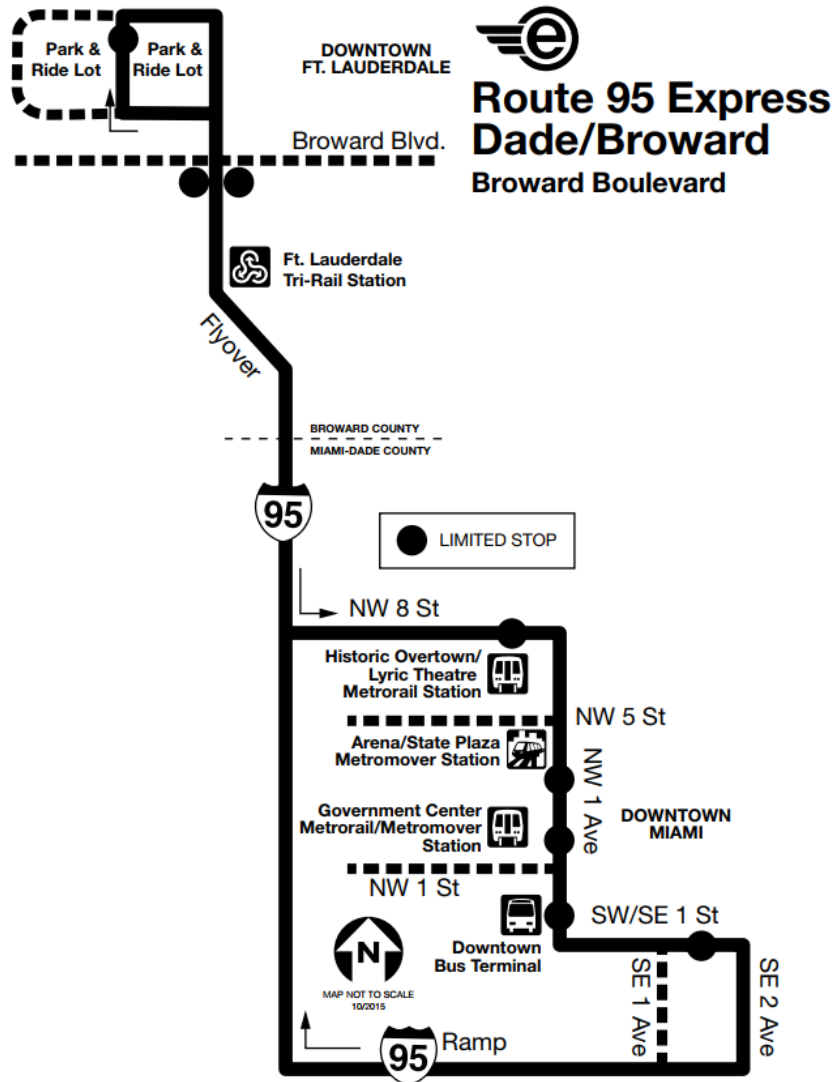 Park &
Ride Lot
Park &
Ride Lot
DOWNTOWN
FT. LAUDERDALE
e
Route 95 Express
Dade/Broward
Broward Boulevard
Broward Blvd.
Ft. Lauderdale
Tri-Rail Station
Flyover
BROWARD COUNTY
MIAMI-DADE COUNTY
95
LIMITED STOP
NW 8 St
Historic Overtown/
Lyric Theatre
Metrorail Station
NW 5 St
Arena/State Plaza
Metromover Station
NW 1 Ave
Government Center
Metrorail/Metromover
Station
DOWNTOWN
MIAMI
NW 1 St
SW/SE 1 St
Downtown
Bus Terminal
N
MAP NOT TO SCALE
10/2015
SE 1 Ave
SE 2 Ave
95
Ramp